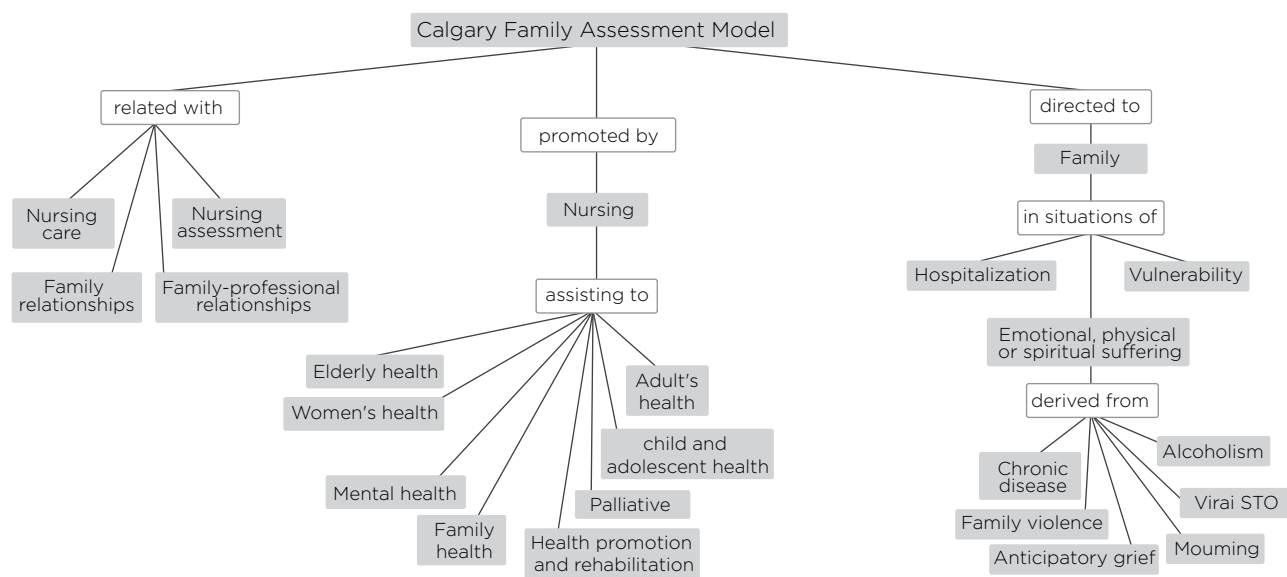 Calgary Family Assessment Model
related with
Nursing
care
Nursing
assessment
Family
relationships
Family-professional
relationships
promoted by
Nursing
assisting to
Elderly health
Women's health
Mental health
Family
health
Health promotion
and rehabilitation
Palliative
child and
adolescent health
Adult's
health
directed to
Family
in situations of
Hospitalization
Vulnerability
Emotional, physical
or spiritual suffering
derived from
Chronic
disease
Family violence
Anticipatory grief
Mouming
Virai STO
Alcoholism